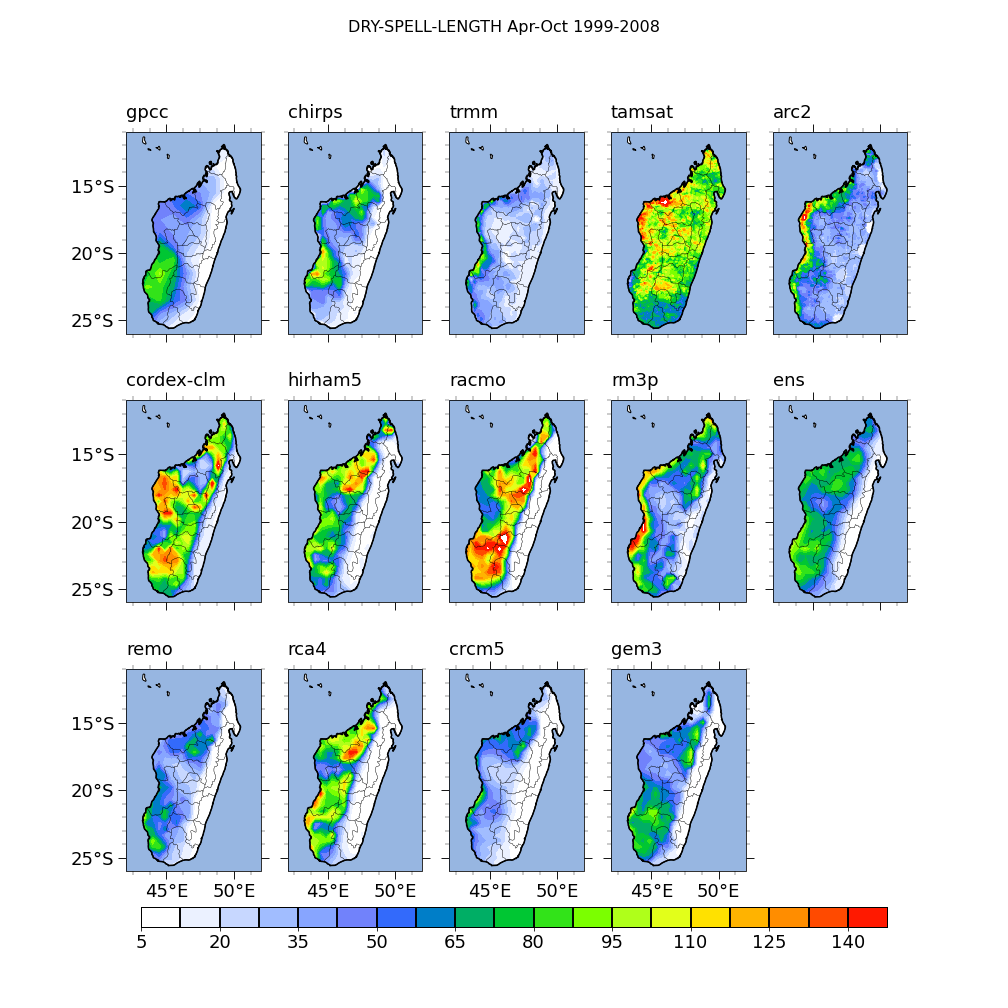 DRY-SPELL-LENGTH Apr-Oct 1999-2008
gpcc chirps trmm tamsat arc2
15°S
20°S
25°S
cordex-clm hirham5 racmo rm3p ens
15°S
20°S
25°S
remo rca4 crcm5 gem3
15°S
20°S
25°S
45°E 50°E 45°E 50°E 45°E 50°E 45°E 50°E
5 20 35 50 65 80 95 110 125 140